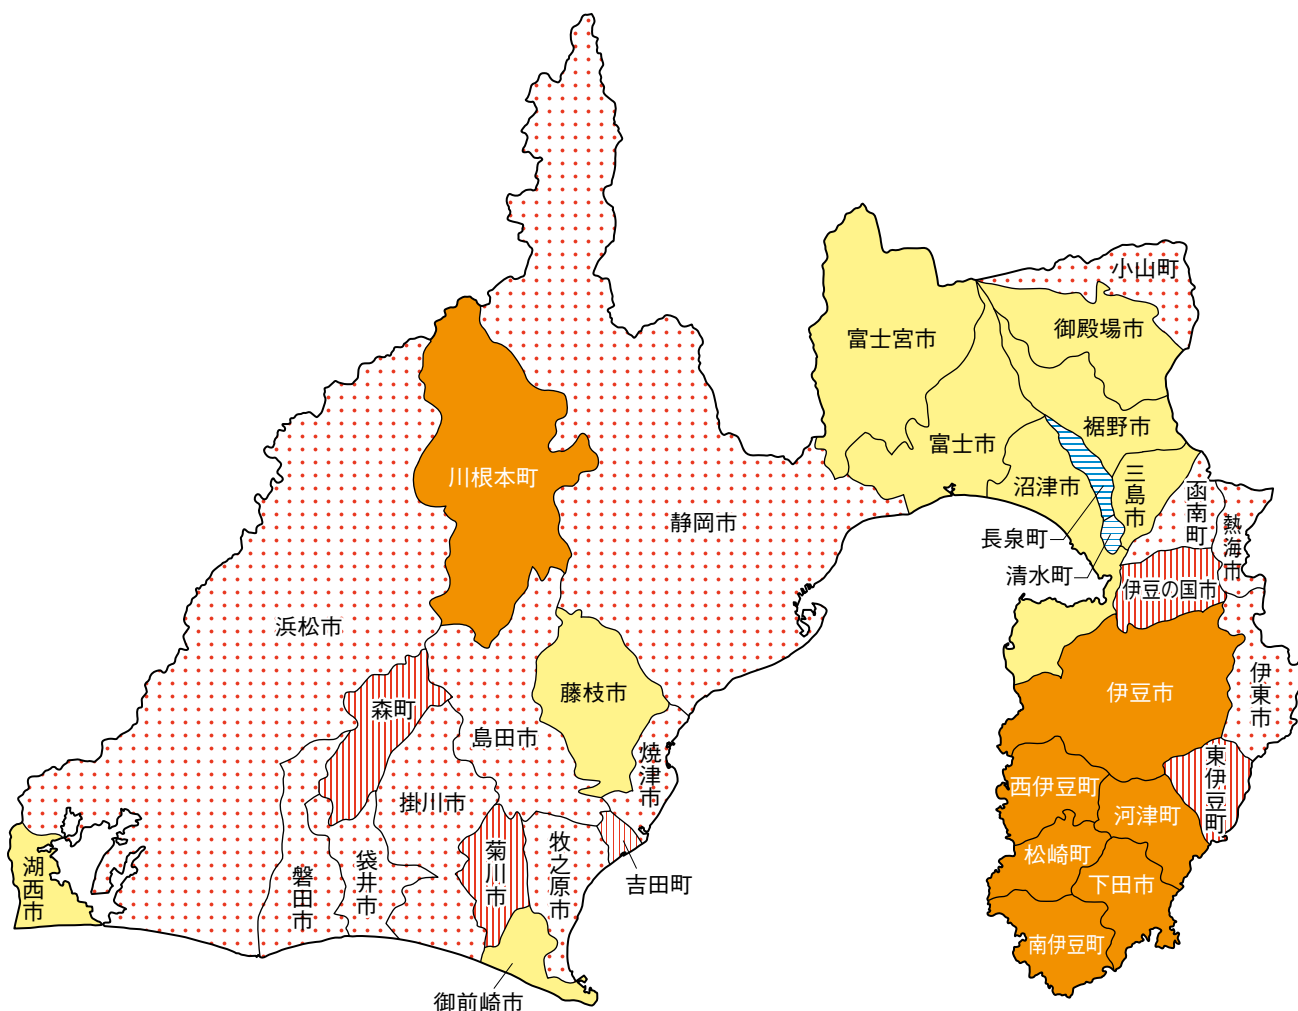 小山町
御殿場市
富士宮市
裾野市
富士市
三島市
沼津市
函南町
熱海市
長泉町
清水町
伊豆の国市
川根本町
静岡市
浜松市
藤枝市
伊豆市
伊東市
森町
島田市
焼津市
東伊豆町
西伊豆町
河津町
掛川市
菊川市
牧之原市
松崎町
下田市
吉田町
湖西市
磐田市
袋井市
南伊豆町
御前崎市